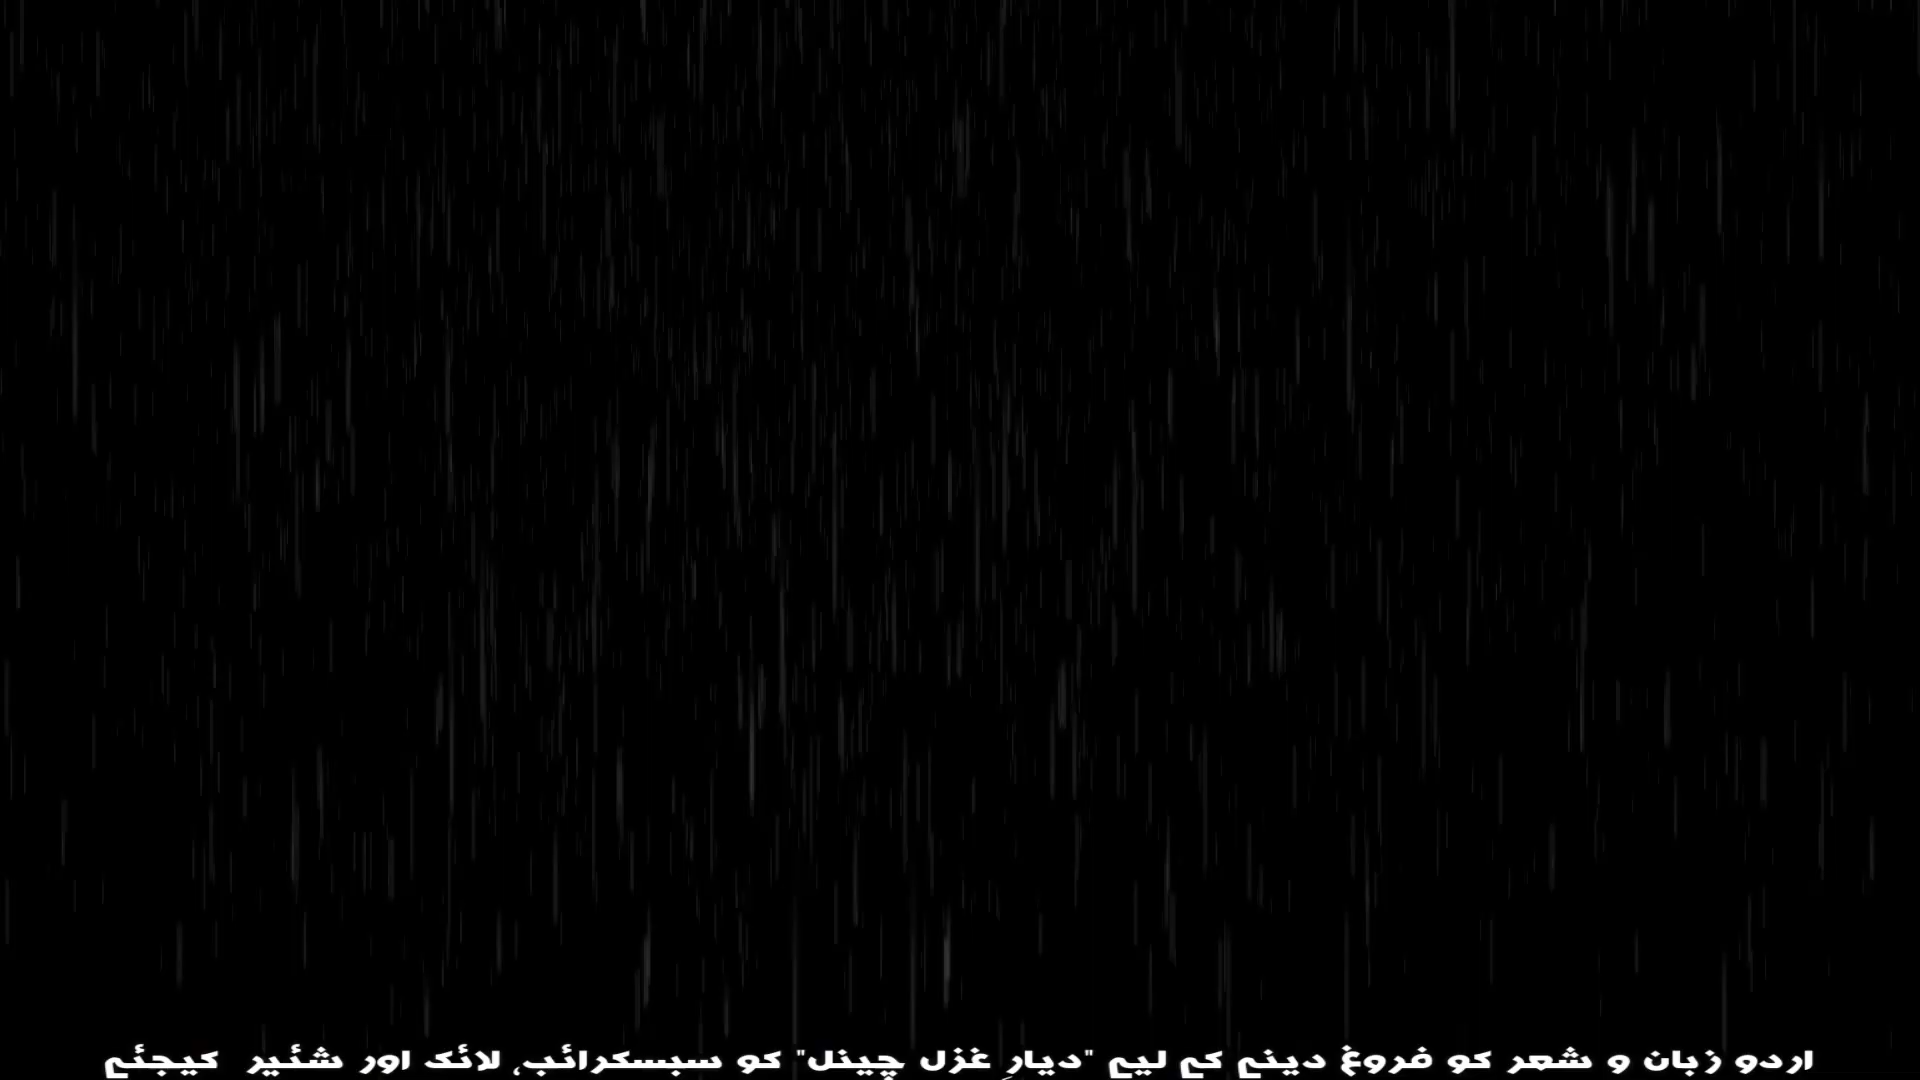 اردو زبان و شعر کو فروغ دینے کے لیے "دیارِ غزل چینل" کو سبسکرائب، لائک اور شئیر کیجئے